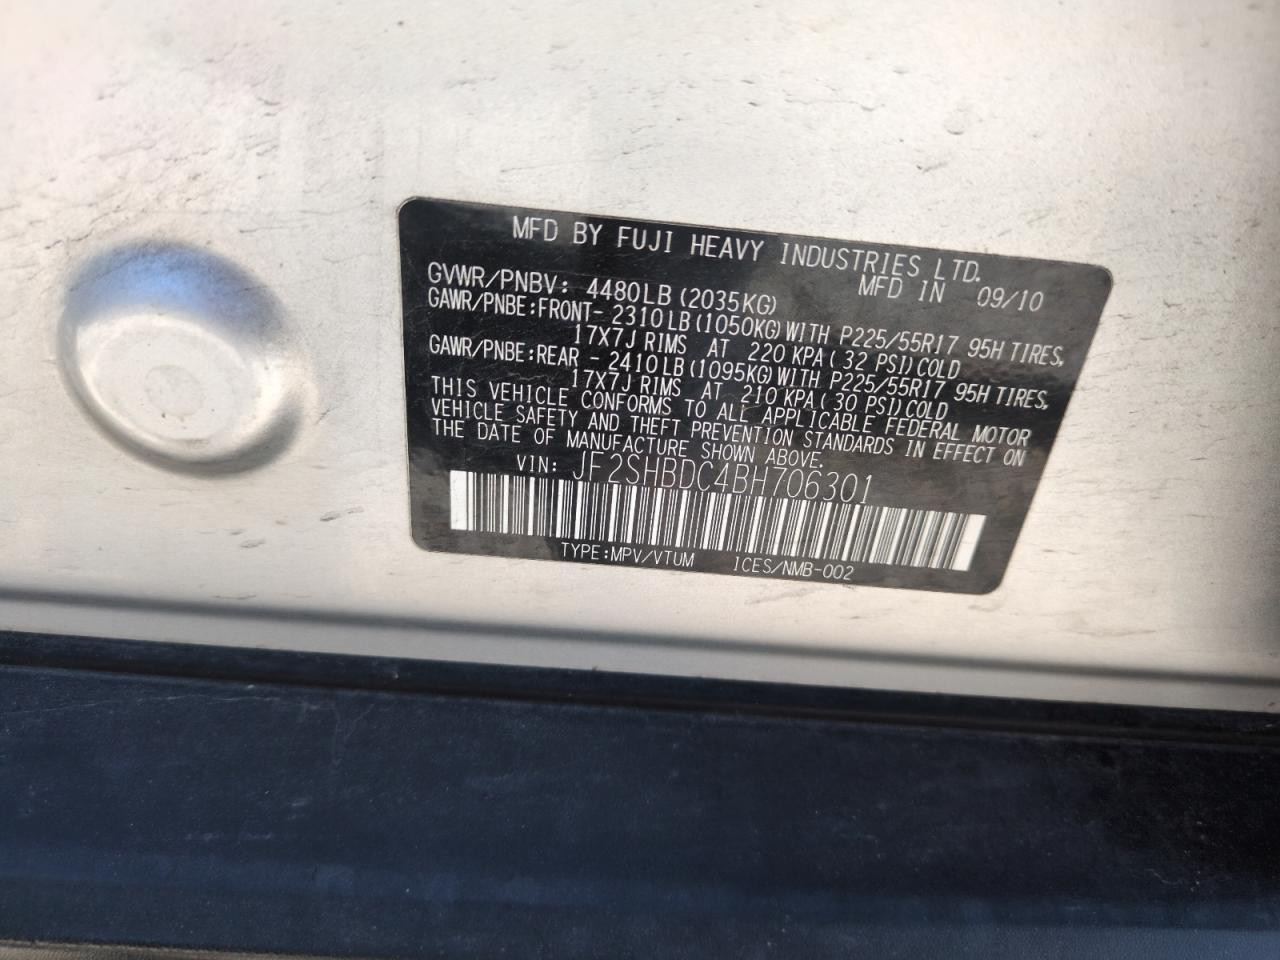 MFD BY FUJI HEAVY INDUSTRIES LTD.
MFD IN 09/10
GVWR/PNBV: 4480LB(2035KG)
GAWR/PNBE:FRONT- 2310LB(1050KG)WITH P225/55R17 95H TIRES,
17X7J RIMS AT 220 KPA(32 PSI)COLD
GAWR/PNBE:REAR - 2410LB(1095KG)WITH P225/55R17 95H TIRES,
17X7J RIMS AT 210 KPA(30 PSI)COLD
THIS VEHICLE CONFORMS TO ALL APPLICABLE FEDERAL MOTOR
VEHICLE SAFETY AND THEFT PREVENTION STANDARDS IN EFFECT ON
THE DATE OF MANUFACTURE SHOWN ABOVE.
VIN: JF2SHBDC4BH706301
TYPE:MPV/VTUM ICES/NMB-002